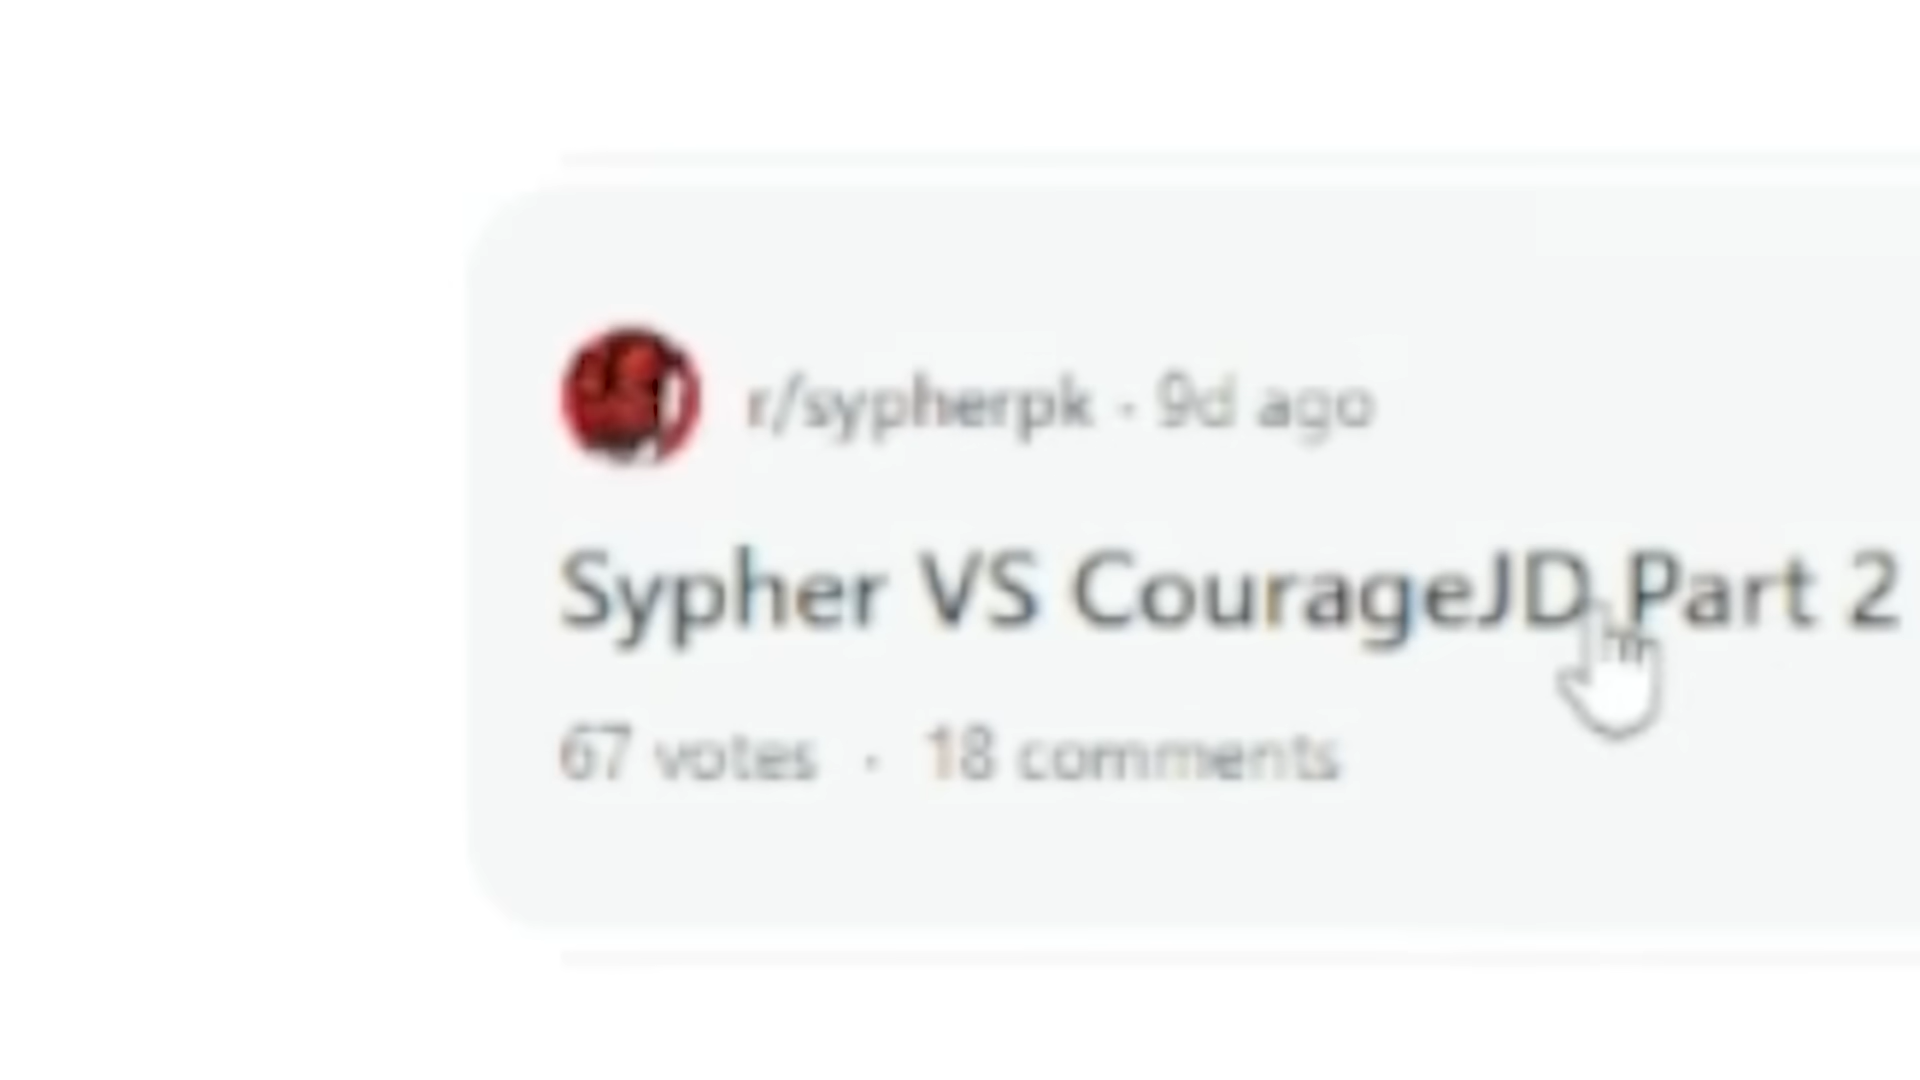 r/sypherpk · 9d ago
Sypher VS CourageJD Part 2
67 votes · 18 comments